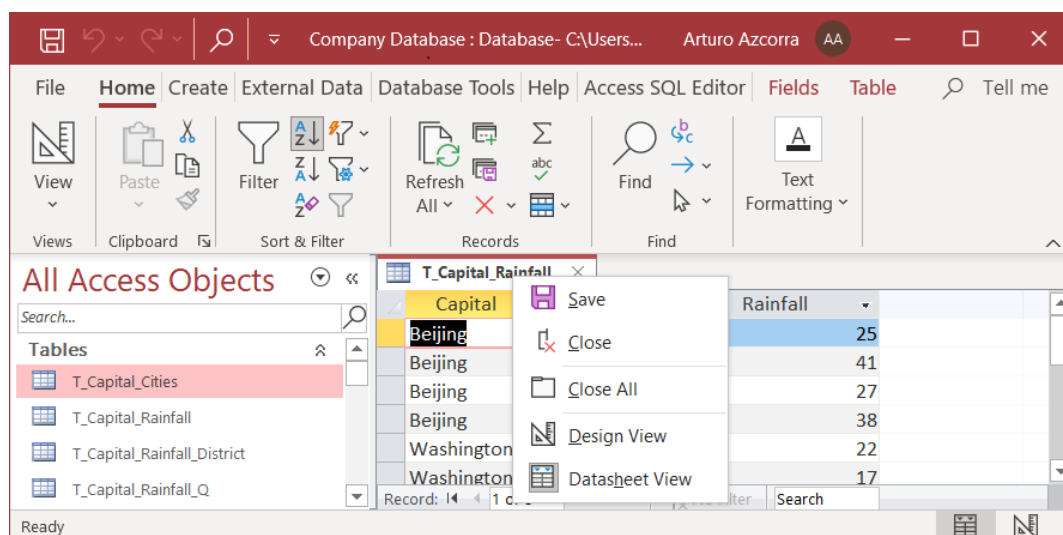 Company Database : Database- C:\Users... Arturo Azcorra AA
File Home Create External Data Database Tools Help Access SQL Editor Fields Table Tell me
View Paste Filter Refresh All Find Text Formatting
Views Clipboard Sort & Filter Records Find
All Access Objects
Search...
Tables
T_Capital_Cities
T_Capital_Rainfall
T_Capital_Rainfall_District
T_Capital_Rainfall_Q
T_Capital_Rainfall
Capital Rainfall
Beijing 25
Beijing 41
Beijing 27
Beijing 38
Washington 22
Washington 17
Save
Close
Close All
Design View
Datasheet View
Record: 1 Search
Ready